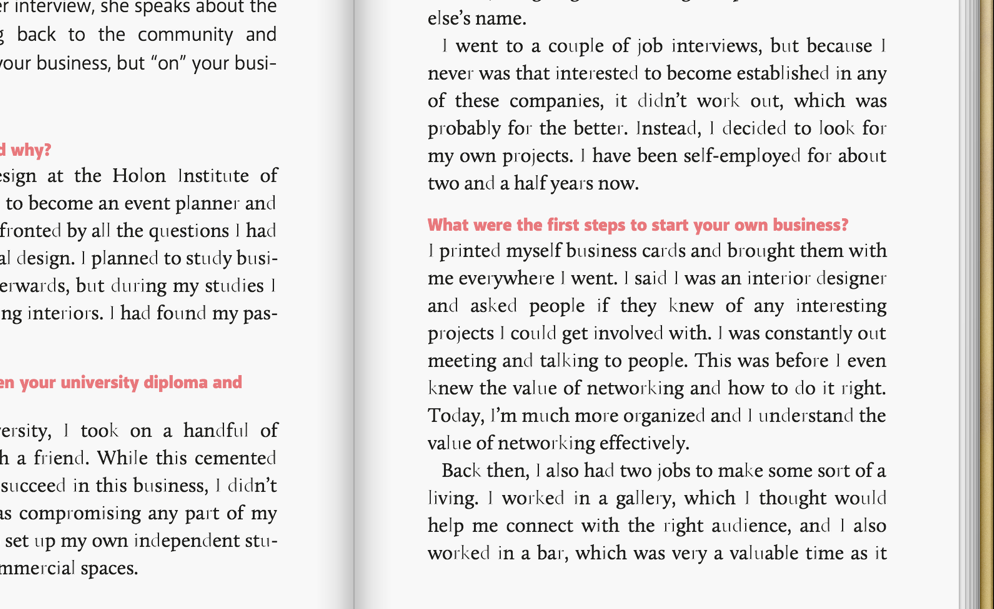 er interview, she speaks about the
back to the community and
your business, but “on” your busi-
why?
esign at the Holon Institute of
to become an event planner and
fronted by all the questions I had
al design. I planned to study busi-
erwards, but during my studies I
ng interiors. I had found my pas-
en your university diploma and
versity, I took on a handful of
h a friend. While this cemented
succeed in this business, I didn’t
as compromising any part of my
set up my own independent stu-
mmercial spaces.
else’s name.
I went to a couple of job interviews, but because I
never was that interested to become established in any
of these companies, it didn’t work out, which was
probably for the better. Instead, I decided to look for
my own projects. I have been self-employed for about
two and a half years now.
What were the first steps to start your own business?
I printed myself business cards and brought them with
me everywhere I went. I said I was an interior designer
and asked people if they knew of any interesting
projects I could get involved with. I was constantly out
meeting and talking to people. This was before I even
knew the value of networking and how to do it right.
Today, I’m much more organized and I understand the
value of networking effectively.
Back then, I also had two jobs to make some sort of a
living. I worked in a gallery, which I thought would
help me connect with the right audience, and I also
worked in a bar, which was very a valuable time as it